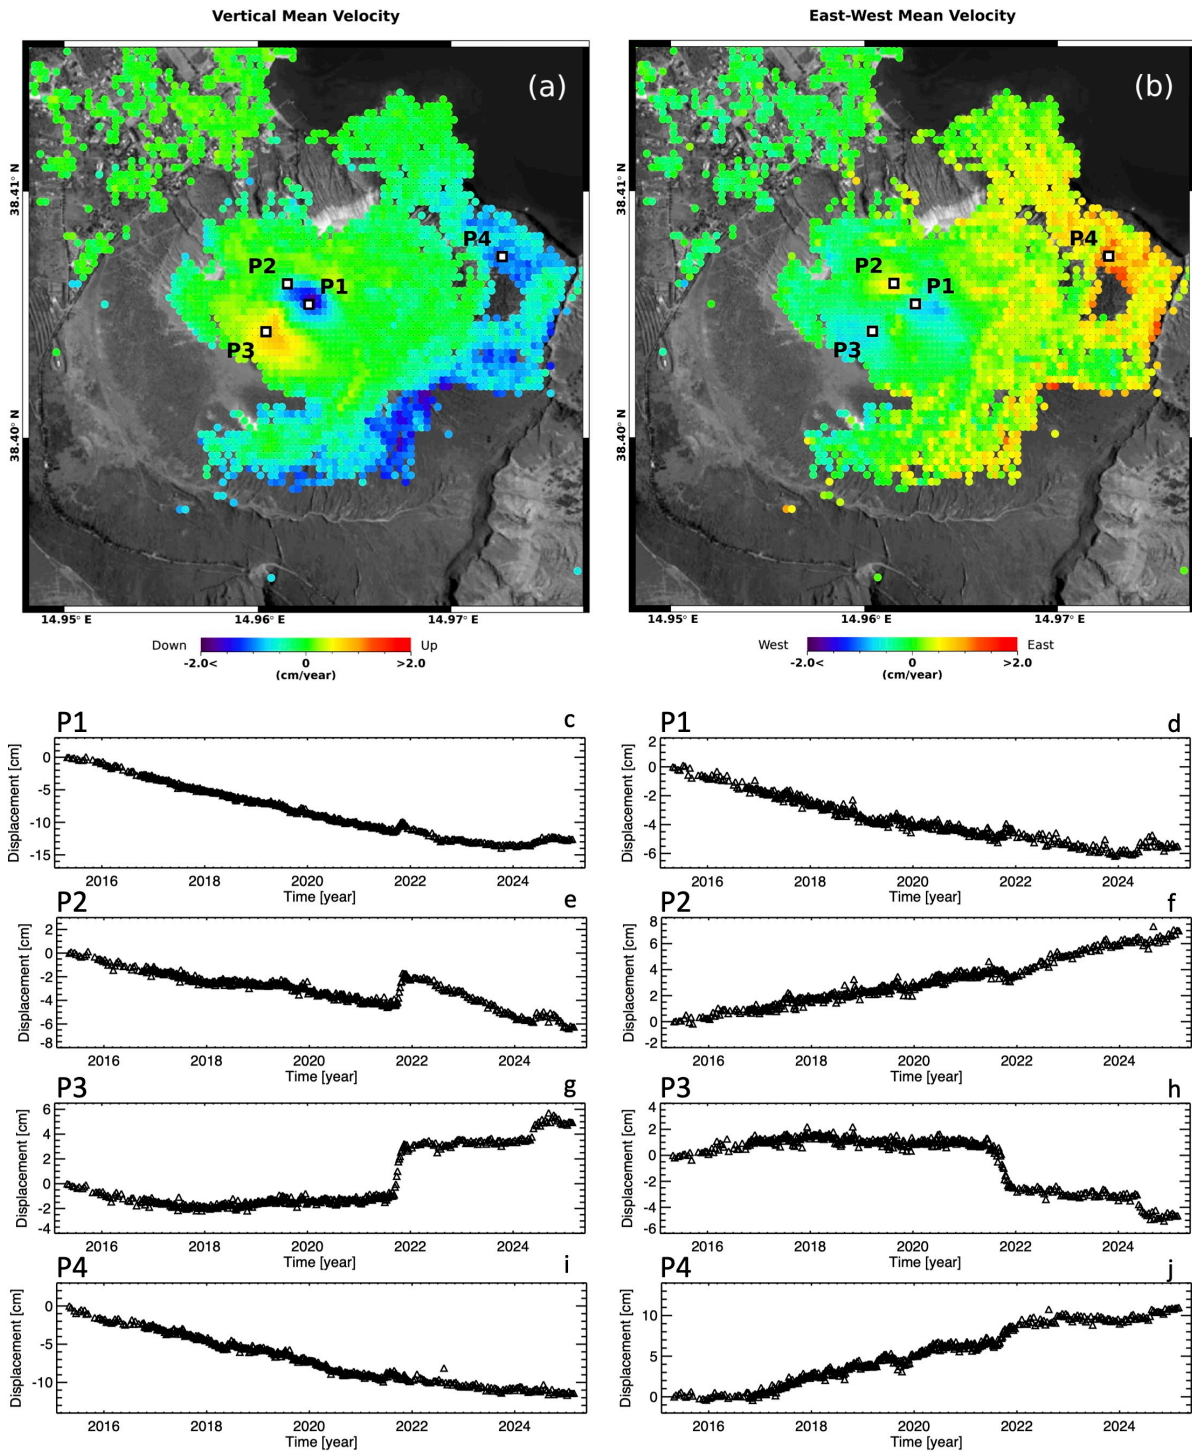 Vertical Mean Velocity
East-West Mean Velocity
(a)
(b)
38.41° N
38.41° N
P4
P4
P2
P2
P1
P1
P3
P3
38.40° N
38.40° N
14.95° E
14.96° E
14.97° E
14.95° E
14.96° E
14.97° E
Down
Up
-2.0<
0
>2.0
(cm/year)
West
East
-2.0<
0
>2.0
(cm/year)
P1
c
Displacement [cm]
0
-5
-10
-15
2016 2018 2020 2022 2024
Time [year]
P1
d
Displacement [cm]
2
0
-2
-4
-6
2016 2018 2020 2022 2024
Time [year]
P2
e
Displacement [cm]
2
0
-2
-4
-6
-8
2016 2018 2020 2022 2024
Time [year]
P2
f
Displacement [cm]
8
6
4
2
0
-2
2016 2018 2020 2022 2024
Time [year]
P3
g
Displacement [cm]
6
4
2
0
-2
-4
2016 2018 2020 2022 2024
Time [year]
P3
h
Displacement [cm]
4
2
0
-2
-4
-6
2016 2018 2020 2022 2024
Time [year]
P4
i
Displacement [cm]
0
-5
-10
2016 2018 2020 2022 2024
Time [year]
P4
j
Displacement [cm]
10
5
0
2016 2018 2020 2022 2024
Time [year]